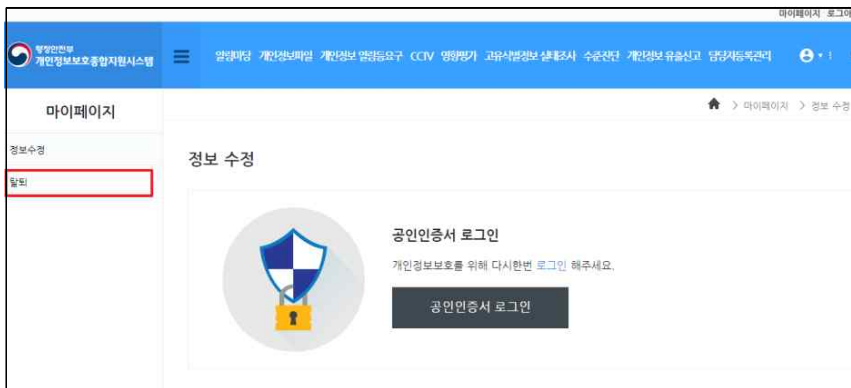 마이페이지 로그아
행정안전부
개인정보보호종합지원시스템
알림마당 개인정보파일 개인정보 열람등요구 CCTV 영향평가 고유식별정보 실태조사 수준진단 개인정보 유출신고 담당자등록관리
마이페이지
> 마이페이지 > 정보 수정
정보수정
탈퇴
정보 수정
공인인증서 로그인
개인정보보호를 위해 다시한번 로그인 해주세요.
공인인증서 로그인